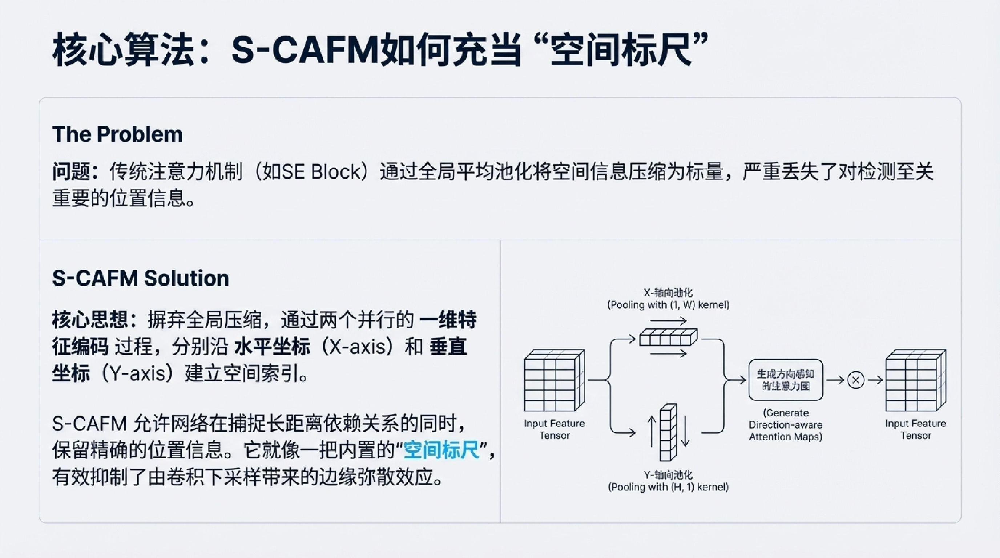 核心算法：S-CAFM如何充当“空间标尺”
The Problem
问题：传统注意力机制（如SE Block）通过全局平均池化将空间信息压缩为标量，严重丢失了对检测至关
重要的位置信息。
S-CAFM Solution
核心思想：摒弃全局压缩，通过两个并行的 一维特
征编码 过程，分别沿 水平坐标（X-axis）和 垂直
坐标（Y-axis）建立空间索引。
S-CAFM 允许网络在捕捉长距离依赖关系的同时，
保留精确的位置信息。它就像一把内置的“空间标尺”，
有效抑制了由卷积下采样带来的边缘弥散效应。
X-轴向池化
(Pooling with (1, W) kernel)
Input Feature
Tensor
Y-轴向池化
(Pooling with (H, 1) kernel)
生成方向感知
的注意力图
(Generate
Direction-aware
Attention Maps)
Input Feature
Tensor